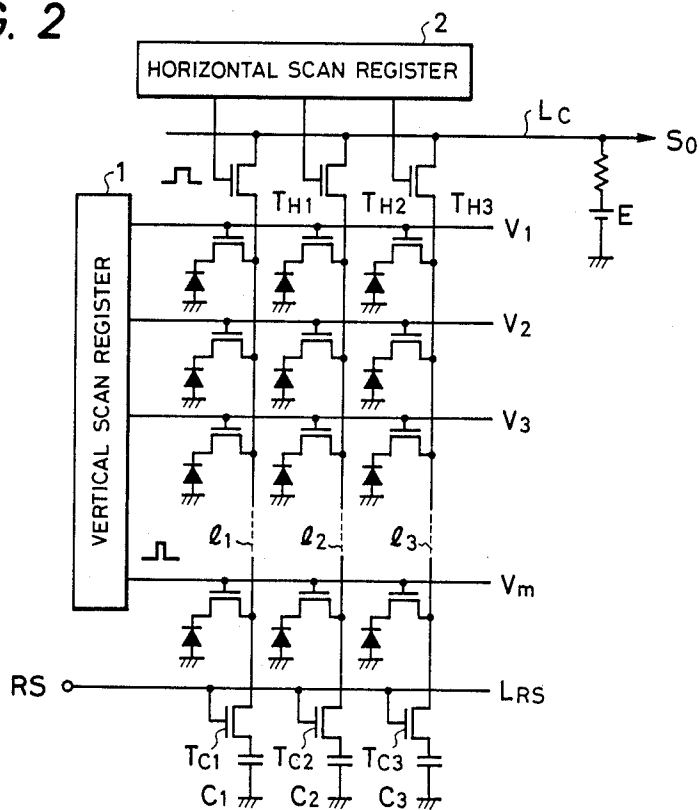 G. 2
2
HORIZONTAL SCAN REGISTER
LC
S0
1
TH1 TH2 TH3
E
V1
VERTICAL SCAN REGISTER
V2
V3
ℓ1 ℓ2 ℓ3
Vm
RS
LRS
TC1 TC2 TC3
C1 C2 C3